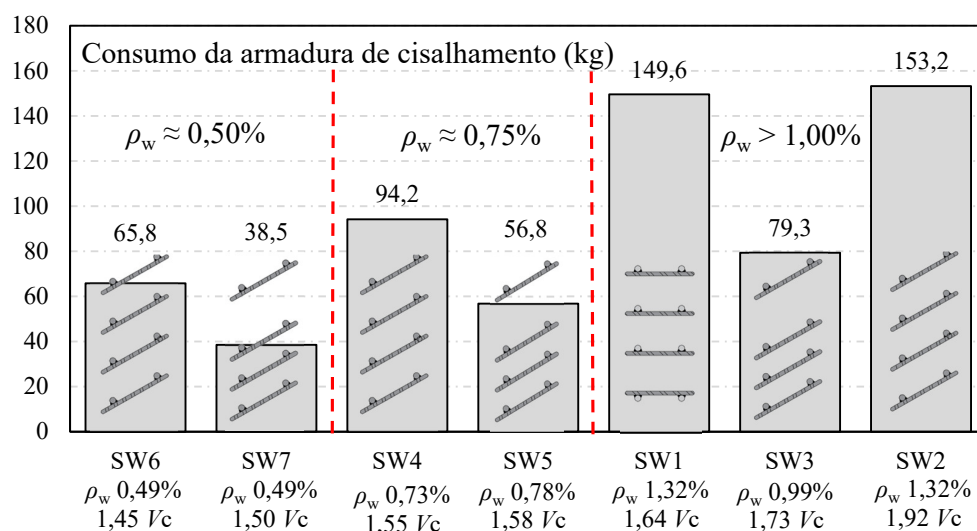 180
Consumo da armadura de cisalhamento (kg)
160
149,6
153,2
140
ρw ≈ 0,50%
ρw ≈ 0,75%
ρw > 1,00%
120
100
94,2
80
65,8
38,5
56,8
79,3
60
40
20
0
SW6 SW7 SW4 SW5 SW1 SW3 SW2
ρw 0,49% ρw 0,49% ρw 0,73% ρw 0,78% ρw 1,32% ρw 0,99% ρw 1,32%
1,45 Vc 1,50 Vc 1,55 Vc 1,58 Vc 1,64 Vc 1,73 Vc 1,92 Vc